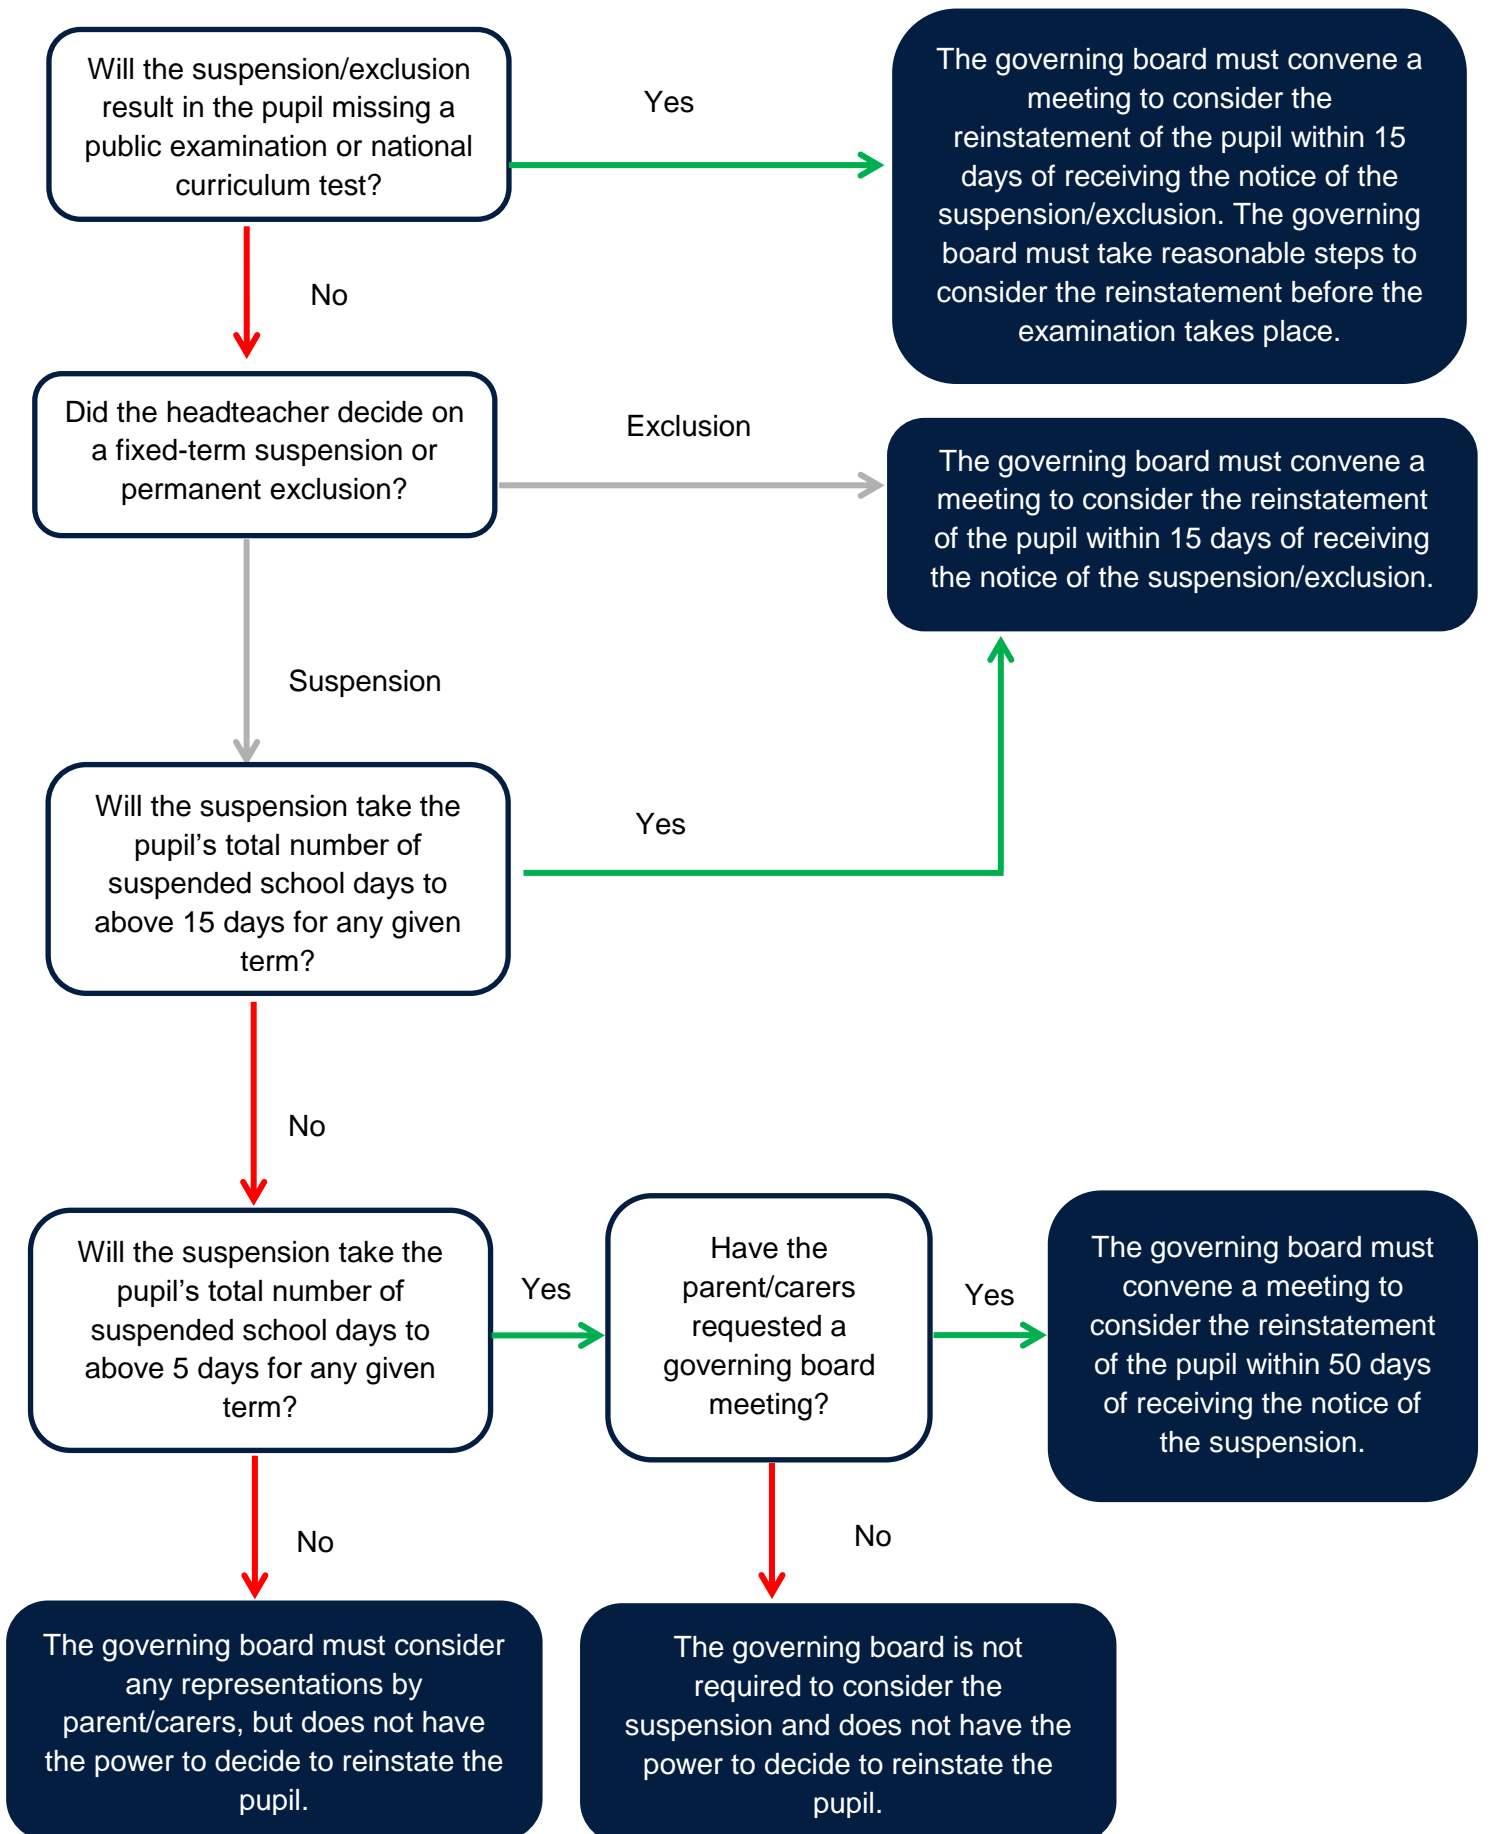 Will the suspension/exclusion
result in the pupil missing a
public examination or national
curriculum test?
Yes
The governing board must convene a
meeting to consider the
reinstatement of the pupil within 15
days of receiving the notice of the
suspension/exclusion. The governing
board must take reasonable steps to
consider the reinstatement before the
examination takes place.
No
Did the headteacher decide on
a fixed-term suspension or
permanent exclusion?
Exclusion
The governing board must convene a
meeting to consider the reinstatement
of the pupil within 15 days of receiving
the notice of the suspension/exclusion.
Suspension
Will the suspension take the
pupil’s total number of
suspended school days to
above 15 days for any given
term?
Yes
No
Will the suspension take the
pupil’s total number of
suspended school days to
above 5 days for any given
term?
Yes
Have the
parent/carers
requested a
governing board
meeting?
Yes
The governing board must
convene a meeting to
consider the reinstatement
of the pupil within 50 days
of receiving the notice of
the suspension.
No
No
The governing board must consider
any representations by
parent/carers, but does not have
the power to decide to reinstate the
pupil.
The governing board is not
required to consider the
suspension and does not have the
power to decide to reinstate the
pupil.